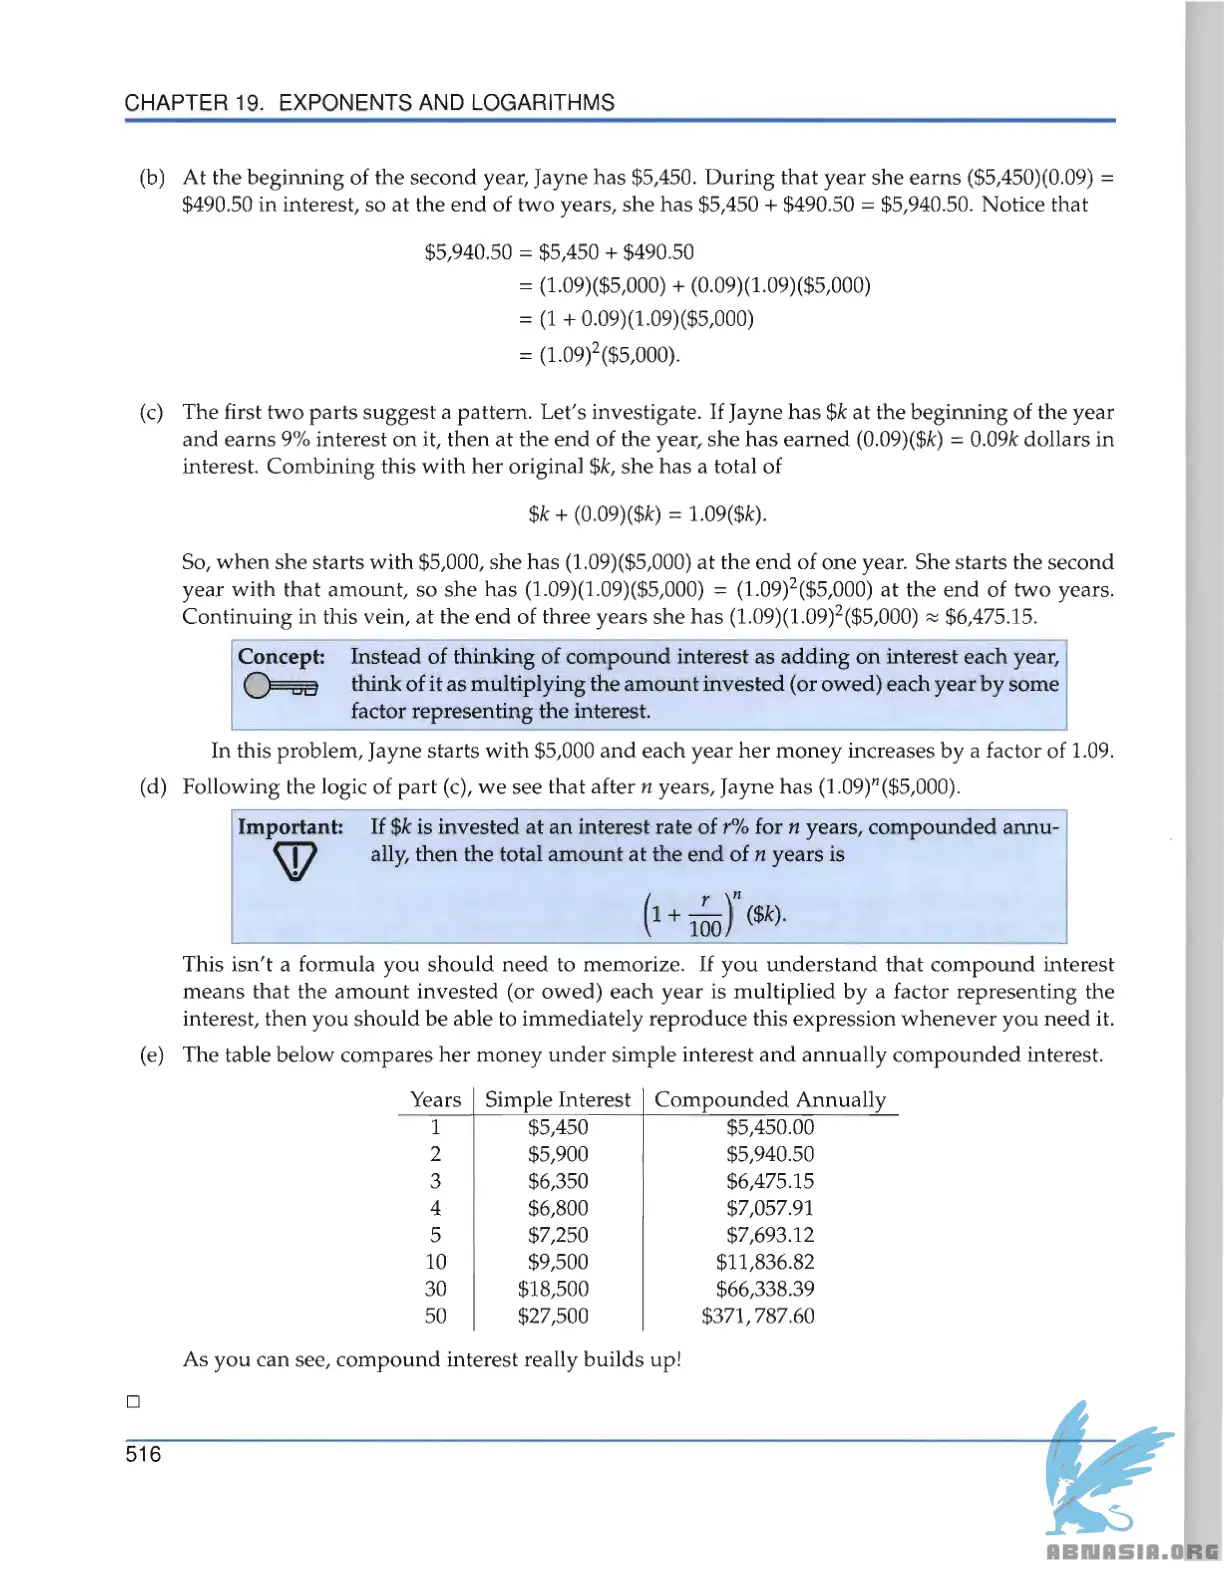 CHAPTER 19. EXPONENTS AND LOGARITHMS
(b) At the beginning of the second year, Jayne has $5,450. During that year she earns ($5,450)(0.09) =
$490.50 in interest, so at the end of two years, she has $5,450 + $490.50 = $5,940.50. Notice that
$5,940.50 = $5,450 + $490.50
= (1.09)($5,000) + (0.09)(1.09)($5,000)
= (1 + 0.09)(1.09)($5,000)
= (1.09)²($5,000).
(c) The first two parts suggest a pattern. Let's investigate. If Jayne has $k at the beginning of the year
and earns 9% interest on it, then at the end of the year, she has earned (0.09)($k) = 0.09k dollars in
interest. Combining this with her original $k, she has a total of
$k + (0.09)($k) = 1.09($k).
So, when she starts with $5,000, she has (1.09)($5,000) at the end of one year. She starts the second
year with that amount, so she has (1.09)(1.09)($5,000) = (1.09)²($5,000) at the end of two years.
Continuing in this vein, at the end of three years she has (1.09)(1.09)²($5,000) ≈ $6,475.15.
Concept: Instead of thinking of compound interest as adding on interest each year,
think of it as multiplying the amount invested (or owed) each year by some
factor representing the interest.
In this problem, Jayne starts with $5,000 and each year her money increases by a factor of 1.09.
(d) Following the logic of part (c), we see that after n years, Jayne has (1.09)ⁿ($5,000).
Important: If $k is invested at an interest rate of r% for n years, compounded annu-
ally, then the total amount at the end of n years is
(1 + r/100)ⁿ ($k).
This isn't a formula you should need to memorize. If you understand that compound interest
means that the amount invested (or owed) each year is multiplied by a factor representing the
interest, then you should be able to immediately reproduce this expression whenever you need it.
(e) The table below compares her money under simple interest and annually compounded interest.
Years Simple Interest Compounded Annually
1 $5,450 $5,450.00
2 $5,900 $5,940.50
3 $6,350 $6,475.15
4 $6,800 $7,057.91
5 $7,250 $7,693.12
10 $9,500 $11,836.82
30 $18,500 $66,338.39
50 $27,500 $371,787.60
As you can see, compound interest really builds up!
516
ABNASIA.ORG